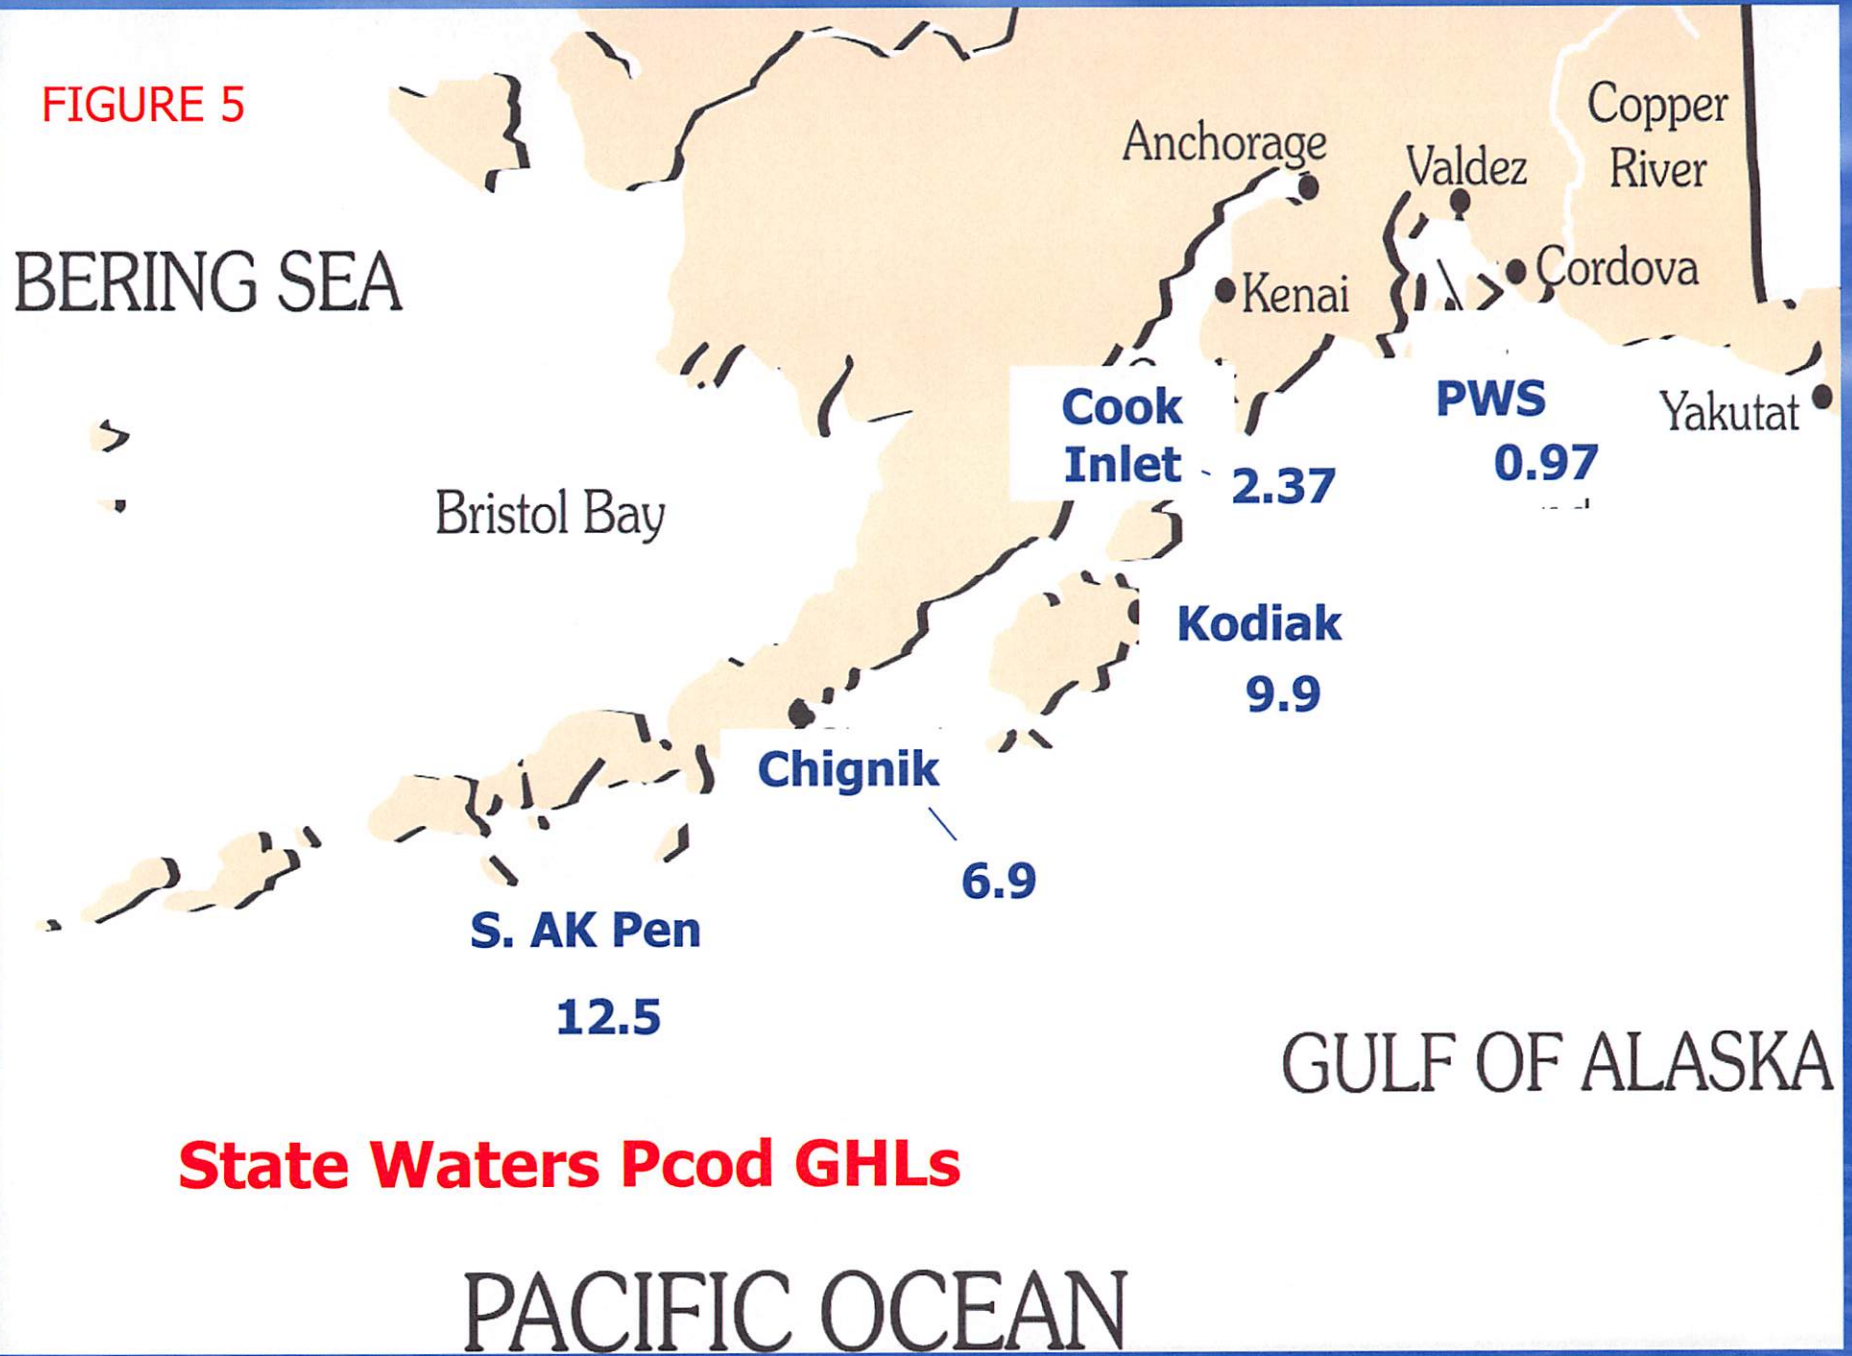 FIGURE 5
Copper
River
Anchorage
Valdez
BERING SEA
Kenai
Cordova
Cook
Inlet
2.37
PWS
0.97
Yakutat
Bristol Bay
Kodiak
9.9
Chignik
6.9
S. AK Pen
12.5
GULF OF ALASKA
State Waters Pcod GHLs
PACIFIC OCEAN